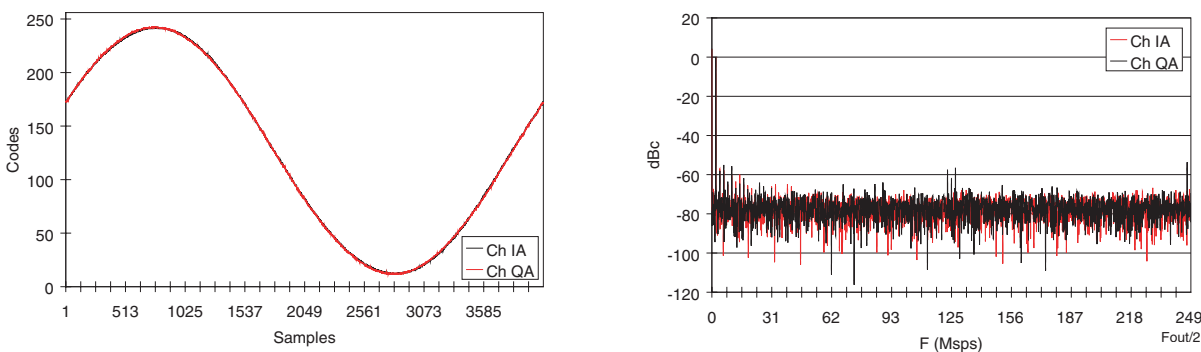 250
200
150
100
50
0
Codes
Ch IA
Ch QA
1 513 1025 1537 2049 2561 3073 3585
Samples
20
0
-20
-40
-60
-80
-100
-120
dBc
Ch IA
Ch QA
0 31 62 93 125 156 187 218 249
Fout/2
F (Msps)